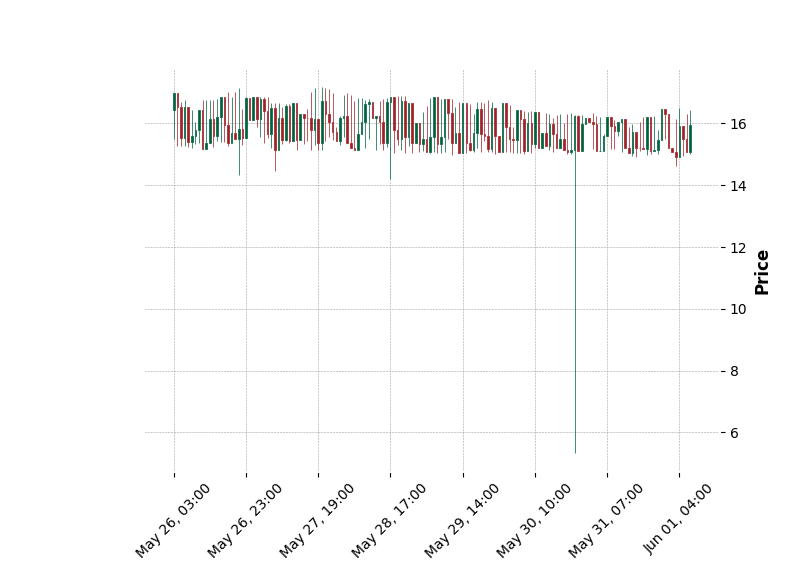 16
14
12
10
8
6
Price
May 26, 03:00
May 26, 23:00
May 27, 19:00
May 28, 17:00
May 29, 14:00
May 30, 10:00
May 31, 07:00
Jun 01, 04:00